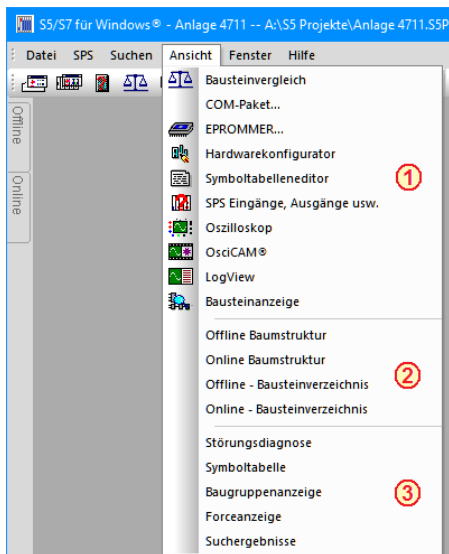 S5/S7 für Windows® - Anlage 4711 -- A:\S5 Projekte\Anlage 4711.S5P
Datei SPS Suchen Ansicht Fenster Hilfe
Offline
Online
Bausteinvergleich
COM-Paket...
EPROMMER...
Hardwarekonfigurator
Symboltabelleneditor
1
SPS Eingänge, Ausgänge usw.
Oszilloskop
OsciCAM®
LogView
Bausteinanzeige
Offline Baumstruktur
Online Baumstruktur
2
Offline - Bausteinverzeichnis
Online - Bausteinverzeichnis
Störungsdiagnose
Symboltabelle
Baugruppenanzeige
3
Forceanzeige
Suchergebnisse